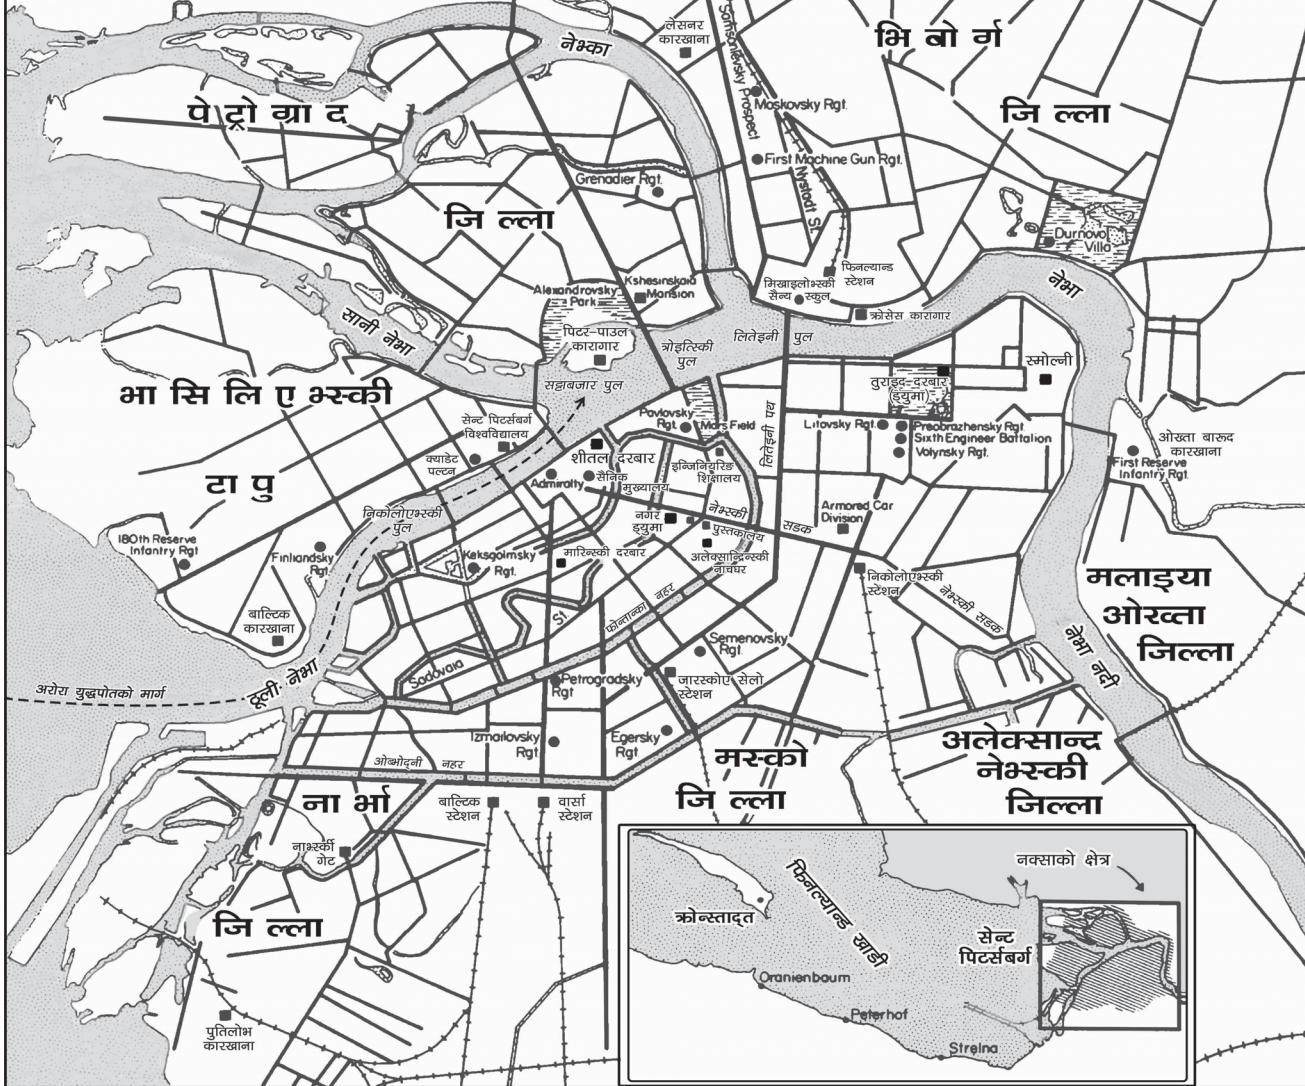 लेसनर
कारखाना
नेभ्का
भि बो र्ग
जि ल्ला
Samsonievsky Prospect
Moskovsky Rgt.
First Machine Gun Rgt.
Nystadt St.
पे ट्रो ग्रा द
जि ल्ला
Grenadier Rgt.
Durnovo
Villa
फिनल्यान्ड
स्टेशन
मिखाइलोभ्स्की
सैन्य स्कुल
क्रोसेस कारागार
Alexandrovsky
Park
Kshesinskaia
Mansion
पिटर-पाउल
कारागार
त्रोइत्स्की
पुल
लितेइनी पुल
नेभा
सानी नेभा
सट्टाबजार पुल
भा सि लि ए भ्स्की
टा पु
सेन्ट पिटर्सबर्ग
विश्वविद्यालय
क्याडेट
पल्टन
निकोलोएभ्स्की
पुल
स्मोल्नी
तुराइद-दरबार
(ड्युमा)
Litovsky Rgt.
Preobrazhensky Rgt.
Sixth Engineer Battalion
Volynsky Rgt.
Pavlovsky
Rgt.
Mars Field
लितेइनी पथ
ओख्ता बारुद
कारखाना
First Reserve
Infantry Rgt.
शीतल दरबार
Admiralty
सैनिक
मुख्यालय
इन्जिनियरिङ
शिक्षालय
नेभ्स्की
सडक
नगर
ड्युमा
पुस्तकालय
अलेक्सान्द्रिन्स्की
नाचघर
मारिन्स्की दरबार
Armored Car
Division
निकोलोएभ्स्की
स्टेशन
नेभ्स्की सडक
180th Reserve
Infantry Rgt
Finliandsky
Rgt.
Keksgolmsky
Rgt.
बाल्टिक
कारखाना
मलाइया
ओख्ता
जिल्ला
नेभा नदी
Sadovaia
St.
फोन्तान्का नहर
Semenovsky
Rgt.
जारस्कोए सेलो
स्टेशन
Petrogradsky
Rgt
Izmailovsky
Rgt
Egersky
Rgt
अरोरा युद्धपोतको मार्ग
ठूली नेभा
ओब्भोद्नी नहर
मस्को
जि ल्ला
अलेक्सान्द्र
नेभ्स्की
जिल्ला
ना र्भा
जि ल्ला
बाल्टिक
स्टेशन
वार्सा
स्टेशन
नार्भ्स्की
गेट
पुतिलोभ
कारखाना
नक्साको क्षेत्र
फिनल्यान्ड खाडी
क्रोन्स्ताद्त
सेन्ट
पिटर्सबर्ग
Oranienbaum
Peterhof
Strelna